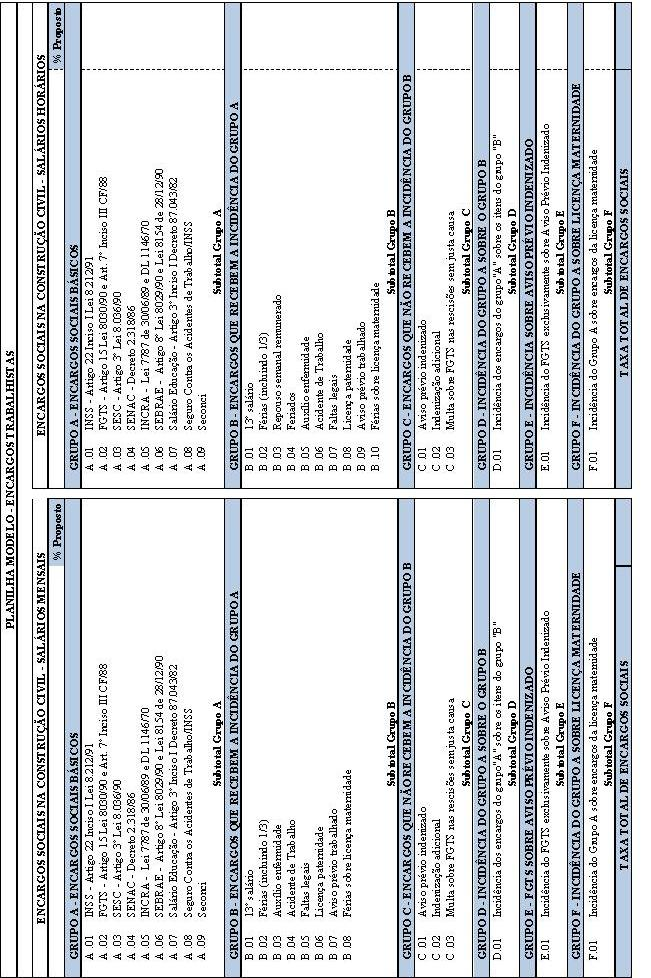 PLANILHA MODELO - ENCARGOS TRABALHISTAS
ENCARGOS SOCIAIS NA CONSTRUÇÃO CIVIL - SALÁRIOS MENSAIS
% Proposto
GRUPO A - ENCARGOS SOCIAIS BÁSICOS
A 01 INSS - Artigo 22 Inciso I Lei 8.212/91
A 02 FGTS - Artigo 15 Lei 8030/90 e Art. 7° Inciso III CF/88
A 03 SESC - Artigo 3° Lei 8.036/90
A 04 SENAC - Decreto 2.318/86
A 05 INCRA - Lei 7787 de 30/06/89 e DL 1146/70
A 06 SEBRAE - Artigo 8° Lei 8029/90 e Lei 8154 de 28/12/90
A 07 Salário Educação - Artigo 3° Inciso I Decreto 87.043/82
A 08 Seguro Contra os Acidentes de Trabalho/INSS
A 09 Seconci
Subtotal Grupo A
GRUPO B - ENCARGOS QUE RECEBEM A INCIDÊNCIA DO GRUPO A
B 01 13° salário
B 02 Férias (incluindo 1/3)
B 03 Auxílio enfermidade
B 04 Acidente de Trabalho
B 05 Faltas legais
B 06 Licença paternidade
B 07 Aviso prévio trabalhado
B 08 Férias sobre licença maternidade
Subtotal Grupo B
GRUPO C - ENCARGOS QUE NÃO RECEBEM A INCIDÊNCIA DO GRUPO B
C .01 Aviso prévio indenizado
C .02 Indenização adicional
C .03 Multa sobre FGTS nas rescisões sem justa causa
Subtotal Grupo C
GRUPO D - INCIDÊNCIA DO GRUPO A SOBRE O GRUPO B
D.01 Incidência dos encargos do grupo"A" sobre os itens do grupo "B"
Subtotal Grupo D
GRUPO E - FGTS SOBRE AVISO PRÉVIO INDENIZADO
E.01 Incidência do FGTS exclusivamente sobre Aviso Prévio Indenizado
Subtotal Grupo E
GRUPO F - INCIDÊNCIA DO GRUPO A SOBRE LICENÇA MATERNIDADE
F.01 Incidência do Grupo A sobre encargos da licença maternidade
Subtotal Grupo F
TAXA TOTAL DE ENCARGOS SOCIAIS
ENCARGOS SOCIAIS NA CONSTRUÇÃO CIVIL - SALÁRIOS HORÁRIOS
% Proposto
GRUPO A - ENCARGOS SOCIAIS BÁSICOS
A .01 INSS - Artigo 22 Inciso I Lei 8.212/91
A .02 FGTS - Artigo 15 Lei 8030/90 e Art. 7° Inciso III CF/88
A .03 SESC - Artigo 3° Lei 8.036/90
A .04 SENAC - Decreto 2.318/86
A .05 INCRA - Lei 7787 de 30/06/89 e DL 1146/70
A .06 SEBRAE - Artigo 8° Lei 8029/90 e Lei 8154 de 28/12/90
A .07 Salário Educação - Artigo 3° Inciso I Decreto 87.043/82
A .08 Seguro Contra os Acidentes de Trabalho/INSS
A .09 Seconci
Subtotal Grupo A
GRUPO B - ENCARGOS QUE RECEBEM A INCIDÊNCIA DO GRUPO A
B .01 13° salário
B .02 Férias (incluindo 1/3)
B .03 Repouso semanal remunerado
B .04 Feriados
B .05 Auxílio enfermidade
B .06 Acidente de Trabalho
B .07 Faltas legais
B .08 Licença paternidade
B .09 Aviso prévio trabalhado
B .10 Férias sobre licença maternidade
Subtotal Grupo B
GRUPO C - ENCARGOS QUE NÃO RECEBEM A INCIDÊNCIA DO GRUPO B
C .01 Aviso prévio indenizado
C .02 Indenização adicional
C .03 Multa sobre FGTS nas rescisões sem justa causa
Subtotal Grupo C
GRUPO D - INCIDÊNCIA DO GRUPO A SOBRE O GRUPO B
D.01 Incidência dos encargos do grupo"A" sobre os itens do grupo "B"
Subtotal Grupo D
GRUPO E - INCIDÊNCIA SOBRE AVISO PRÉVIO INDENIZADO
E.01 Incidência do FGTS exclusivamente sobre Aviso Prévio Indenizado
Subtotal Grupo E
GRUPO F - INCIDÊNCIA DO GRUPO A SOBRE LICENÇA MATERNIDADE
F.01 Incidência do Grupo A sobre encargos da licença maternidade
Subtotal Grupo F
TAXA TOTAL DE ENCARGOS SOCIAIS